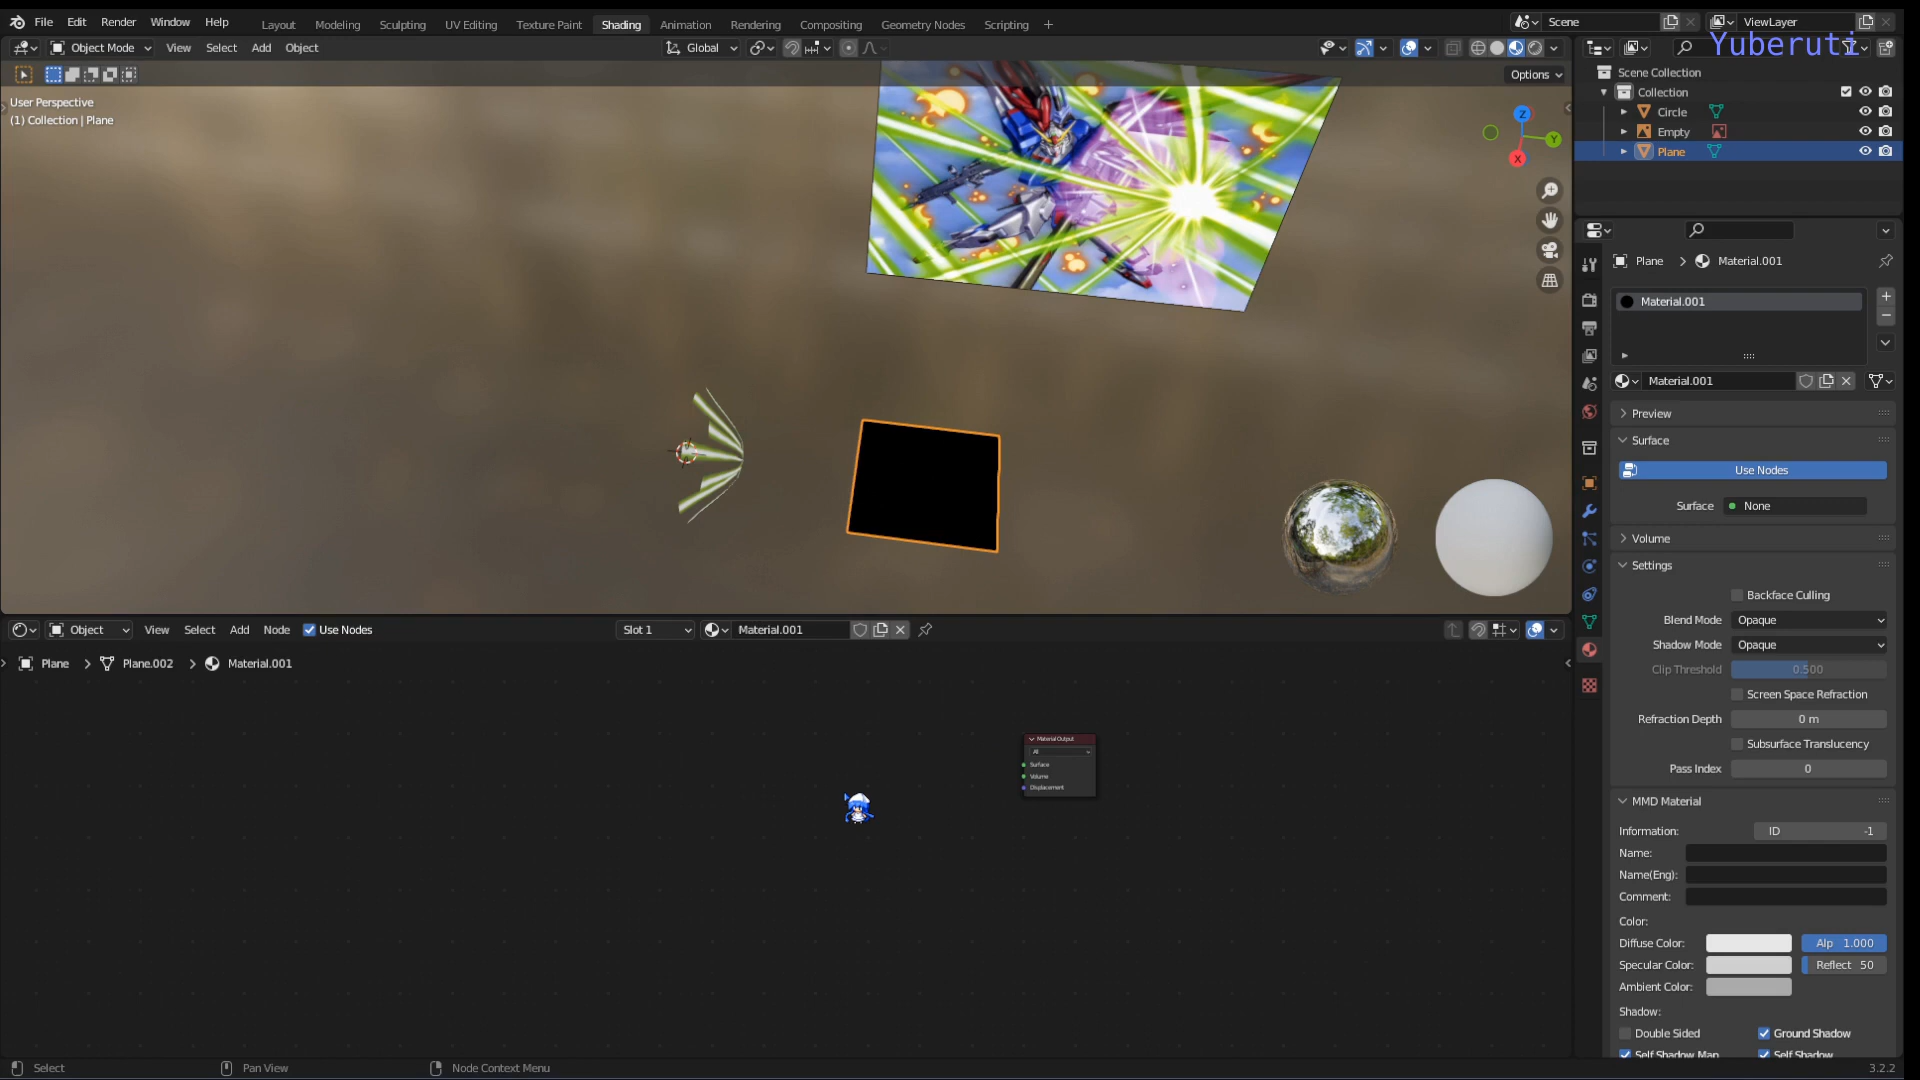 File Edit Render Window Help Layout Modeling Sculpting UV Editing Texture Paint Shading Animation Rendering Compositing Geometry Nodes Scripting + Scene ViewLayer
Yuberuti
Object Mode View Select Add Object Global
Options
User Perspective
(1) Collection | Plane
Z
Y
X
Scene Collection
Collection
Circle
Empty
Plane
Plane > Material.001
Material.001
Material.001
Preview
Surface
Use Nodes
Surface None
Volume
Settings
Backface Culling
Blend Mode Opaque
Shadow Mode Opaque
Clip Threshold 0.500
Screen Space Refraction
Refraction Depth 0 m
Subsurface Translucency
Pass Index 0
MMD Material
Information: ID -1
Name:
Name(Eng):
Comment:
Color:
Diffuse Color: Alp 1.000
Specular Color: Reflect 50
Ambient Color:
Shadow:
Double Sided Ground Shadow
Self Shadow Map Self Shadow
Object View Select Add Node Use Nodes Slot 1 Material.001
Plane > Plane.002 > Material.001
Material Output
All
Surface
Volume
Displacement
Select Pan View Node Context Menu 3.2.2